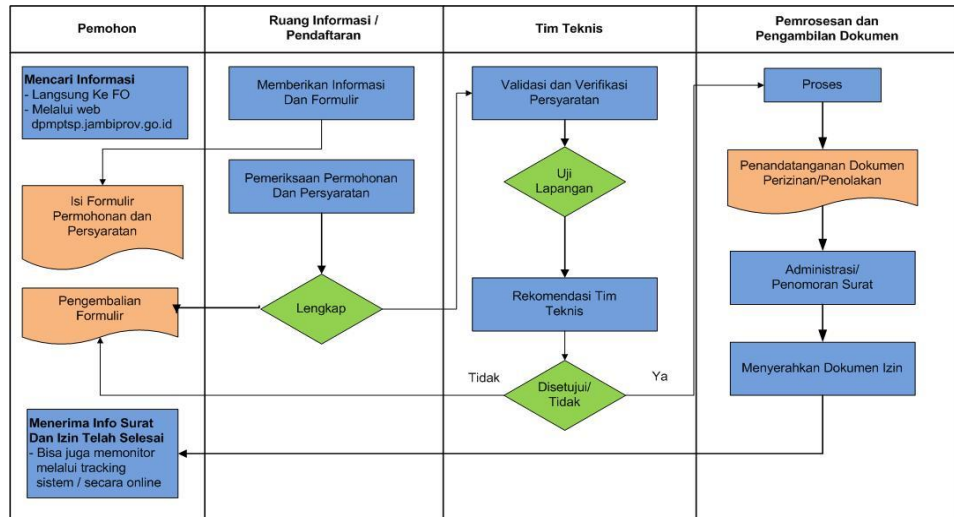 Pemohon
Ruang Informasi /
Pendaftaran
Tim Teknis
Pemrosesan dan
Pengambilan Dokumen
Mencari Informasi
- Langsung Ke FO
- Melalui web
dpmptsp.jambiprov.go.id
Memberikan Informasi
Dan Formulir
Validasi dan Verifikasi
Persyaratan
Proses
Isi Formulir
Permohonan dan
Persyaratan
Pemeriksaan Permohonan
Dan Persyaratan
Uji
Lapangan
Penandatanganan Dokumen
Perizinan/Penolakan
Pengembalian
Formulir
Lengkap
Rekomendasi Tim
Teknis
Administrasi/
Penomoran Surat
Tidak
Disetujui/
Tidak
Ya
Menyerahkan Dokumen Izin
Menerima Info Surat
Dan Izin Telah Selesai
- Bisa juga memonitor
melalui tracking
sistem / secara online